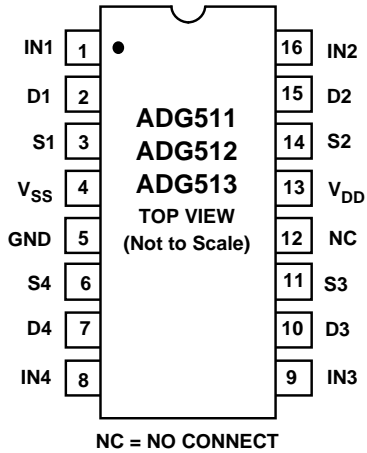 IN1 1 16 IN2
D1 2 15 D2
S1 3 14 S2
VSS 4 13 VDD
GND 5 12 NC
S4 6 11 S3
D4 7 10 D3
IN4 8 9 IN3
ADG511
ADG512
ADG513
TOP VIEW
(Not to Scale)
NC = NO CONNECT